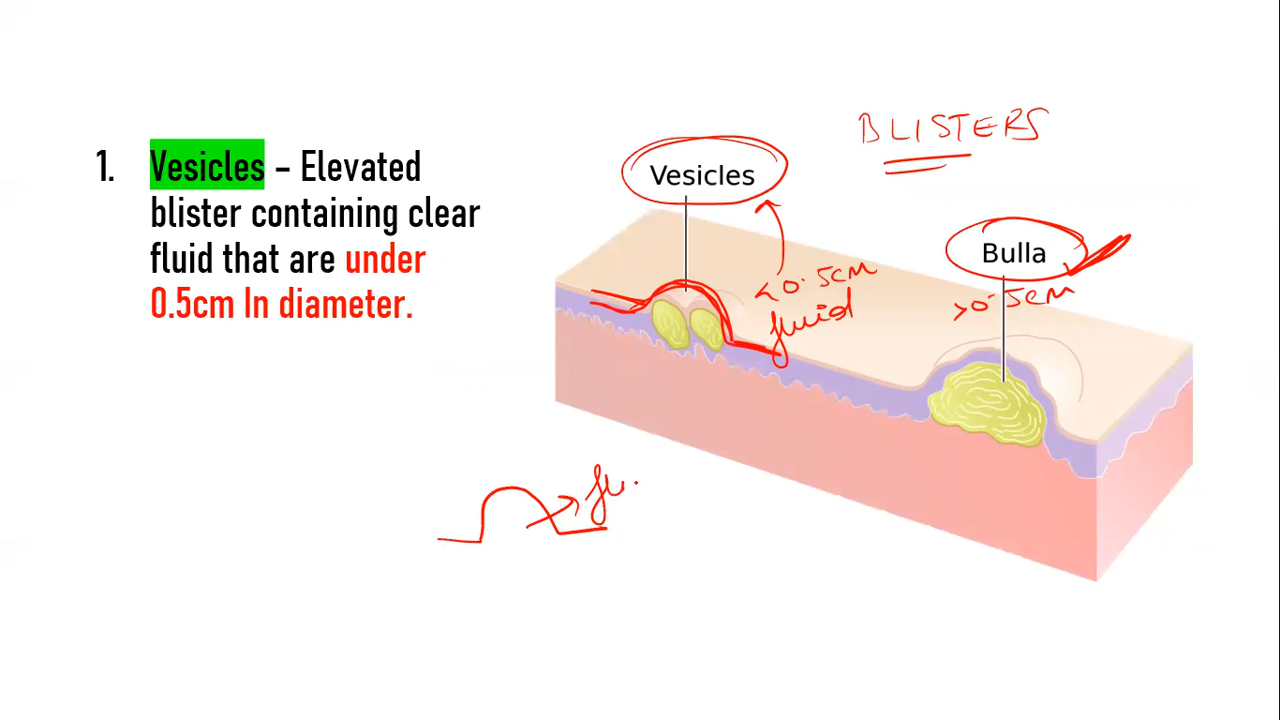 1. Vesicles – Elevated
blister containing clear
fluid that are under
0.5cm In diameter.
BLISTERS
Vesicles
Bulla
<0.5cm
fluid
>0.5cm
fl.